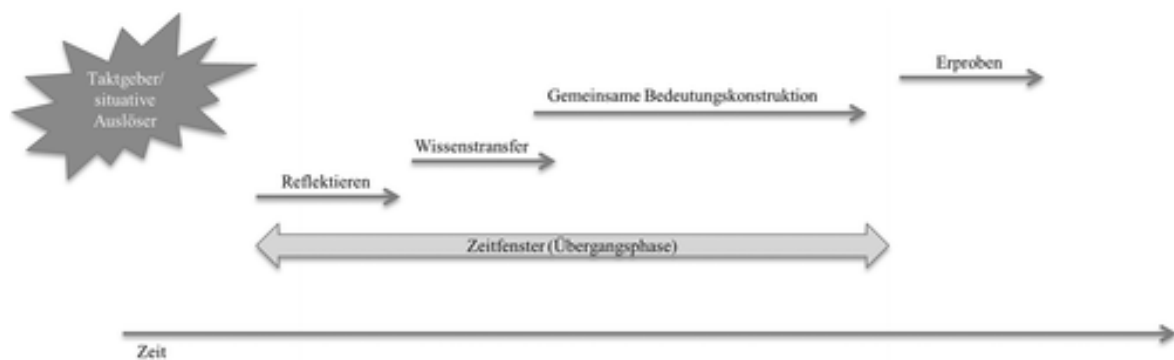 Taktgeber/
situative
Auslöser
Erproben
Gemeinsame Bedeutungskonstruktion
Wissenstransfer
Reflektieren
Zeitfenster (Übergangsphase)
Zeit